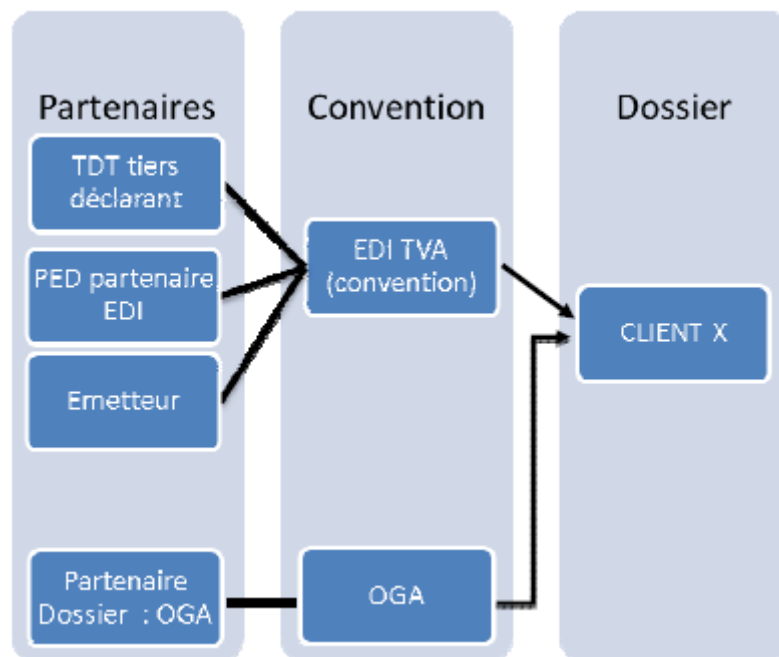 Partenaires
Convention
Dossier
TDT tiers
déclarant
PED partenaire
EDI
Emetteur
EDI TVA
(convention)
CLIENT X
Partenaire
Dossier : OGA
OGA